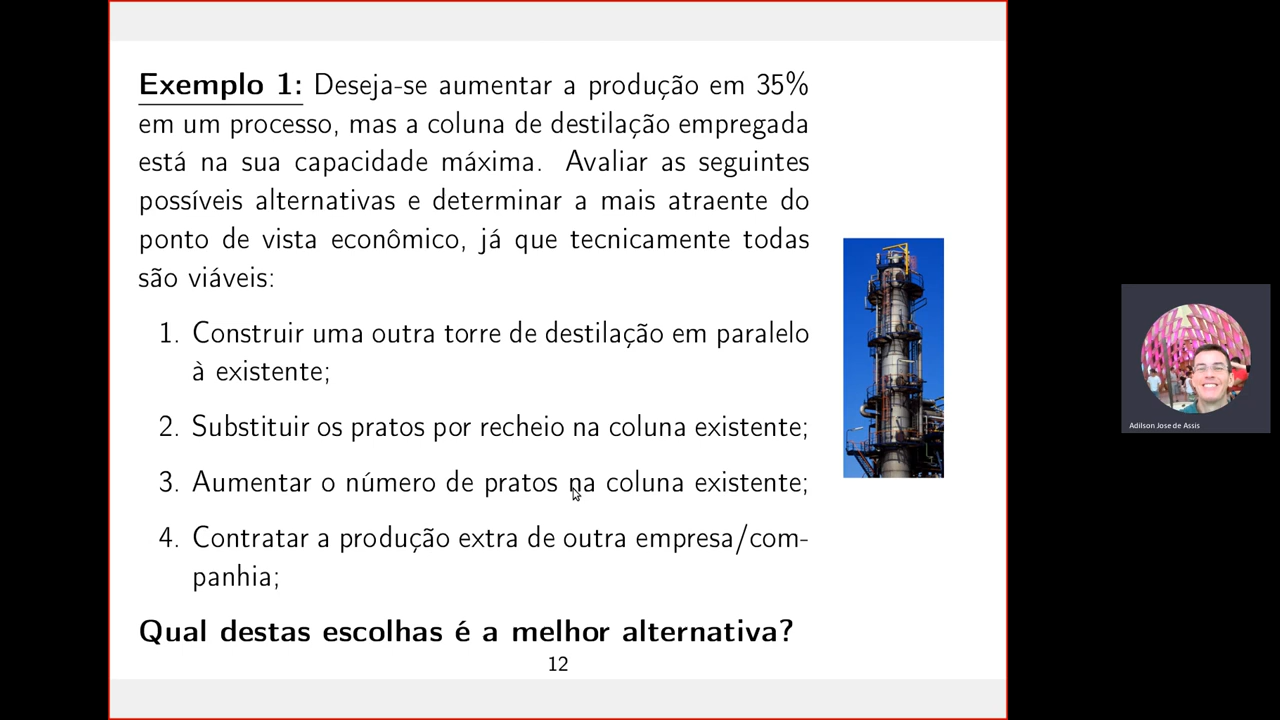 Exemplo 1: Deseja-se aumentar a produção em 35%
em um processo, mas a coluna de destilação empregada
está na sua capacidade máxima. Avaliar as seguintes
possíveis alternativas e determinar a mais atraente do
ponto de vista econômico, já que tecnicamente todas
são viáveis:
1. Construir uma outra torre de destilação em paralelo
à existente;
2. Substituir os pratos por recheio na coluna existente;
3. Aumentar o número de pratos na coluna existente;
4. Contratar a produção extra de outra empresa/com-
panhia;
Qual destas escolhas é a melhor alternativa?
12
Adilson Jose de Assis